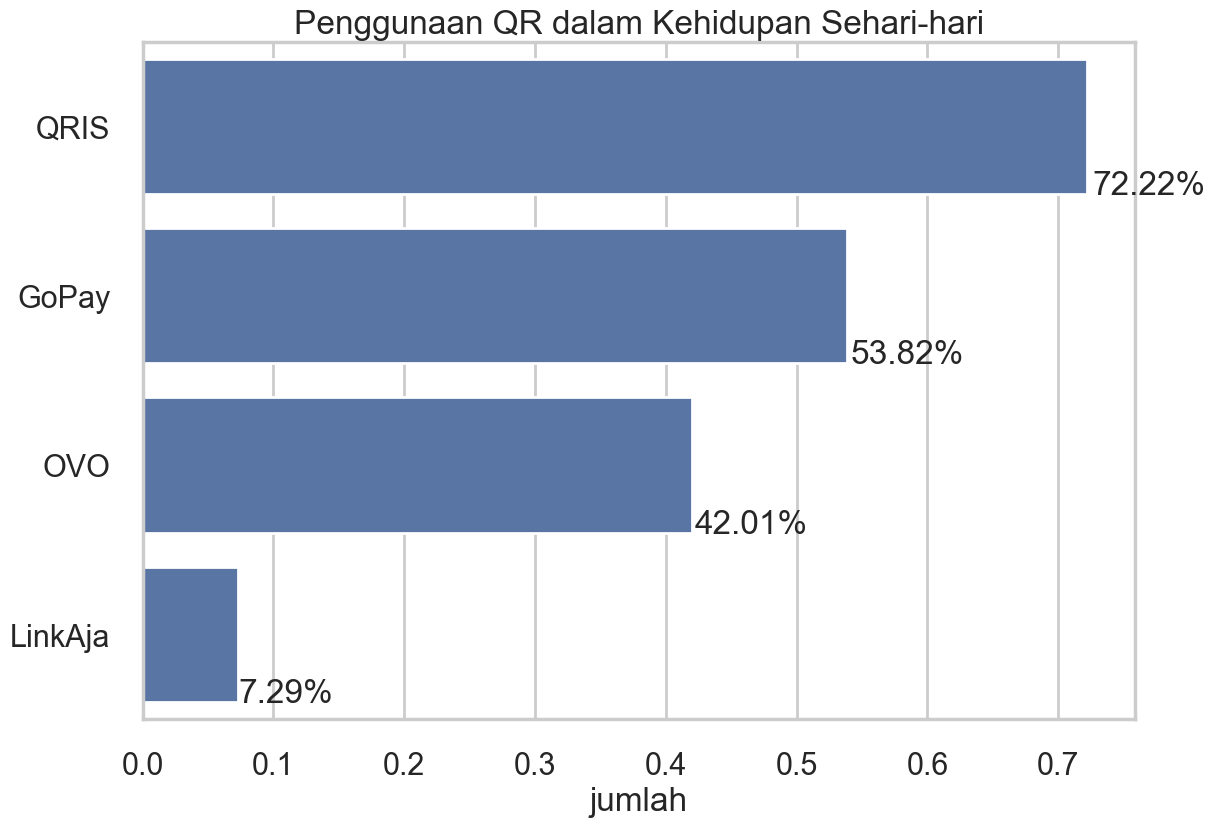 Penggunaan QR dalam Kehidupan Sehari-hari
QRIS
72.22%
GoPay
53.82%
OVO
42.01%
LinkAja
7.29%
0.0 0.1 0.2 0.3 0.4 0.5 0.6 0.7
jumlah